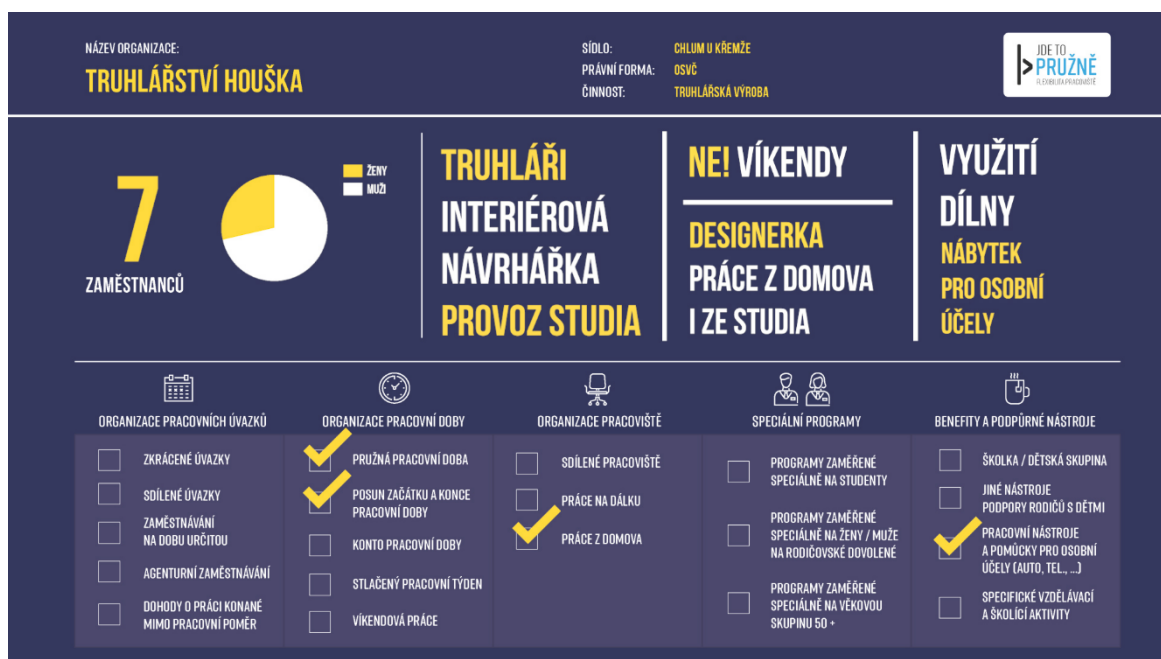 NÁZEV ORGANIZACE:
TRUHLÁŘSTVÍ HOUŠKA
SÍDLO: CHLUM U KŘEMŽE
PRÁVNÍ FORMA: OSVČ
ČINNOST: TRUHLÁŘSKÁ VÝROBA
JDE TO
PRUŽNĚ
FLEXIBILITA PRACOVIŠTĚ
7
ZAMĚSTNANCŮ
ŽENY
MUŽI
TRUHLÁŘI
INTERIÉROVÁ
NÁVRHÁŘKA
PROVOZ STUDIA
NE! VÍKENDY
DESIGNERKA
PRÁCE Z DOMOVA
I ZE STUDIA
VYUŽITÍ
DÍLNY
NÁBYTEK
PRO OSOBNÍ
ÚČELY
ORGANIZACE PRACOVNÍCH ÚVAZKŮ
ZKRÁCENÉ ÚVAZKY
SDÍLENÉ ÚVAZKY
ZAMĚSTNÁVÁNÍ
NA DOBU URČITOU
AGENTURNÍ ZAMĚSTNÁVÁNÍ
DOHODY O PRÁCI KONANÉ
MIMO PRACOVNÍ POMĚR
ORGANIZACE PRACOVNÍ DOBY
PRUŽNÁ PRACOVNÍ DOBA
POSUN ZAČÁTKU A KONCE
PRACOVNÍ DOBY
KONTO PRACOVNÍ DOBY
STLAČENÝ PRACOVNÍ TÝDEN
VÍKENDOVÁ PRÁCE
ORGANIZACE PRACOVIŠTĚ
SDÍLENÉ PRACOVIŠTĚ
PRÁCE NA DÁLKU
PRÁCE Z DOMOVA
SPECIÁLNÍ PROGRAMY
PROGRAMY ZAMĚŘENÉ
SPECIÁLNĚ NA STUDENTY
PROGRAMY ZAMĚŘENÉ
SPECIÁLNĚ NA ŽENY / MUŽE
NA RODIČOVSKÉ DOVOLENÉ
PROGRAMY ZAMĚŘENÉ
SPECIÁLNĚ NA VĚKOVOU
SKUPINU 50 +
BENEFITY A PODPŮRNÉ NÁSTROJE
ŠKOLKA / DĚTSKÁ SKUPINA
JINÉ NÁSTROJE
PODPORY RODIČŮ S DĚTMI
PRACOVNÍ NÁSTROJE
A POMŮCKY PRO OSOBNÍ
ÚČELY (AUTO, TEL., ...)
SPECIFICKÉ VZDĚLÁVACÍ
A ŠKOLÍCÍ AKTIVITY